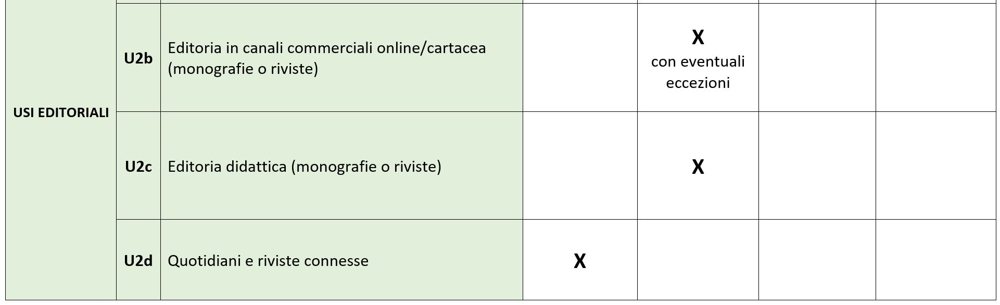 USI EDITORIALI
U2b
Editoria in canali commerciali online/cartacea
(monografie o riviste)
X
con eventuali
eccezioni
U2c
Editoria didattica (monografie o riviste)
X
U2d
Quotidiani e riviste connesse
X